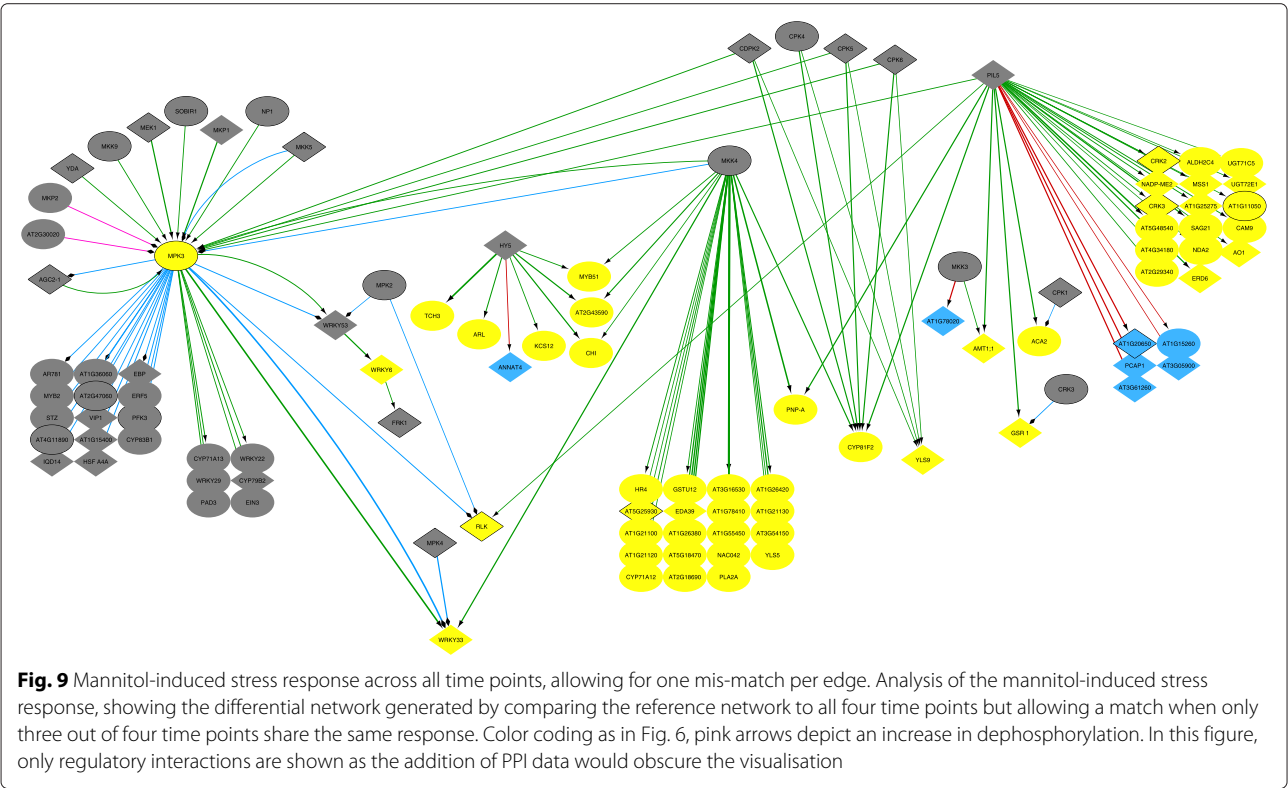 CDPK2
CPK4
CPK5
CPK6
PIL5
SOBIR1
NP1
MEK1
MKP1
MKK9
MKK5
YDA
MKP2
AT2G30020
MPK3
AGC2-1
MKK4
HY5
MPK2
WRKY53
WRKY6
FRK1
TCH3
ARL
ANNAT4
KCS12
CHI
AT2G43590
MYB51
MKK3
AT1G78020
AMT1;1
CPK1
ACA2
CRK3
GSR 1
CRK2
ALDH2C4
UGT71C5
NADP-ME2
MSS1
UGT72E1
CRK3
AT1G25275
AT1G11050
AT5G48540
SAG21
CAM9
AT4G34180
NDA2
AO1
AT2G29340
ERD6
AT1G20650
AT1G15260
PCAP1
AT3G05900
AT3G61260
AR781
AT1G36060
EBP
MYB2
AT2G47060
ERF5
STZ
VIP1
PFK3
AT4G11890
AT1G15400
CYP83B1
IQD14
HSF A4A
CYP71A13
WRKY22
WRKY29
CYP79B2
PAD3
EIN3
RLK
MPK4
WRKY33
PNP-A
CYP81F2
YLS9
HR4
GSTU12
AT3G16530
AT1G26420
AT5G25930
EDA39
AT1G78410
AT1G21130
AT1G21100
AT1G26380
AT1G55450
AT3G54150
AT1G21120
AT5G18470
NAC042
YLS5
CYP71A12
AT2G18690
PLA2A
Fig. 9 Mannitol-induced stress response across all time points, allowing for one mis-match per edge. Analysis of the mannitol-induced stress
response, showing the differential network generated by comparing the reference network to all four time points but allowing a match when only
three out of four time points share the same response. Color coding as in Fig. 6, pink arrows depict an increase in dephosphorylation. In this figure,
only regulatory interactions are shown as the addition of PPI data would obscure the visualisation